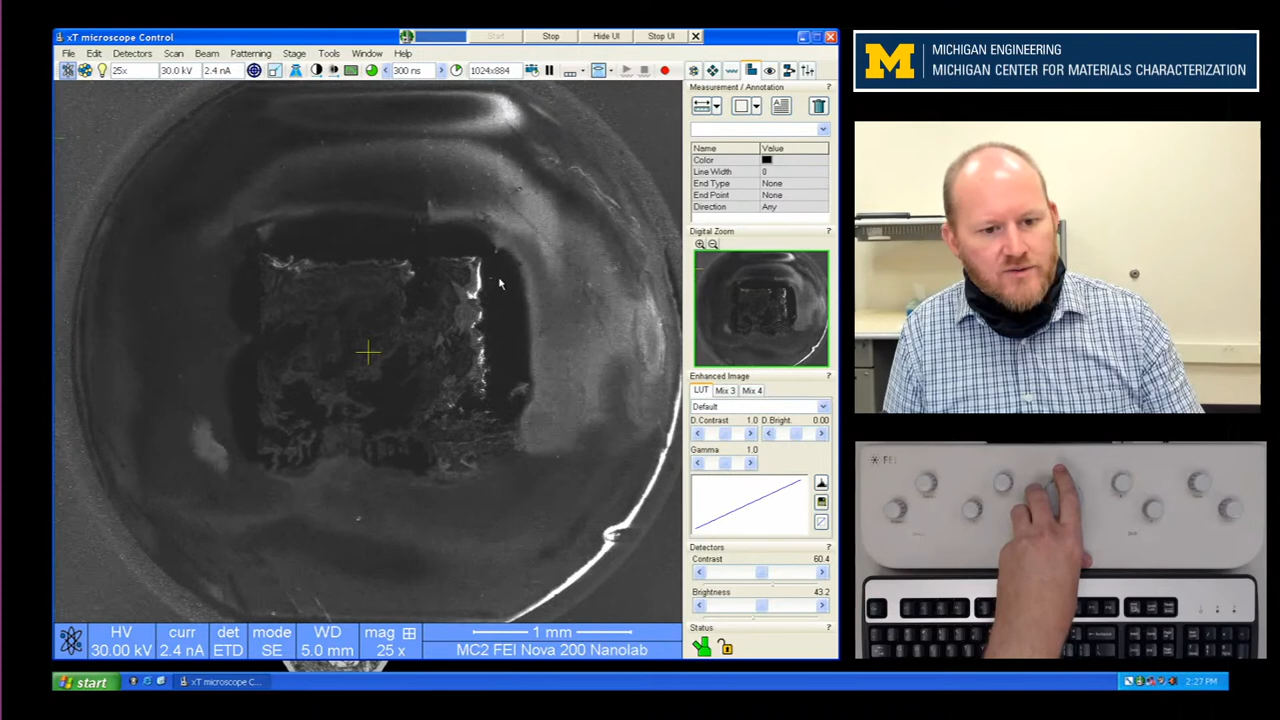 xT microscope Control
Start Stop Hide UI Stop UI
File Edit Detectors Scan Beam Patterning Stage Tools Window Help
25x 30.0 kV 2.4 nA 300 ns 1024x884
Measurement / Annotation ?
Name Value
Color
Line Width 0
End Type None
End Point None
Direction Any
Digital Zoom ?
Enhanced Image ?
LUT Mix 3 Mix 4
Default
D.Contrast 1.0 D.Bright. 0.00
Gamma 1.0
Detectors ?
Contrast 60.4
Brightness 43.2
Status ?
HV curr det mode WD mag
30.00 kV 2.4 nA ETD SE 5.0 mm 25 x
1 mm
MC2 FEI Nova 200 Nanolab
start xT microscope C... 2:27 PM
M
MICHIGAN ENGINEERING
MICHIGAN CENTER FOR MATERIALS CHARACTERIZATION